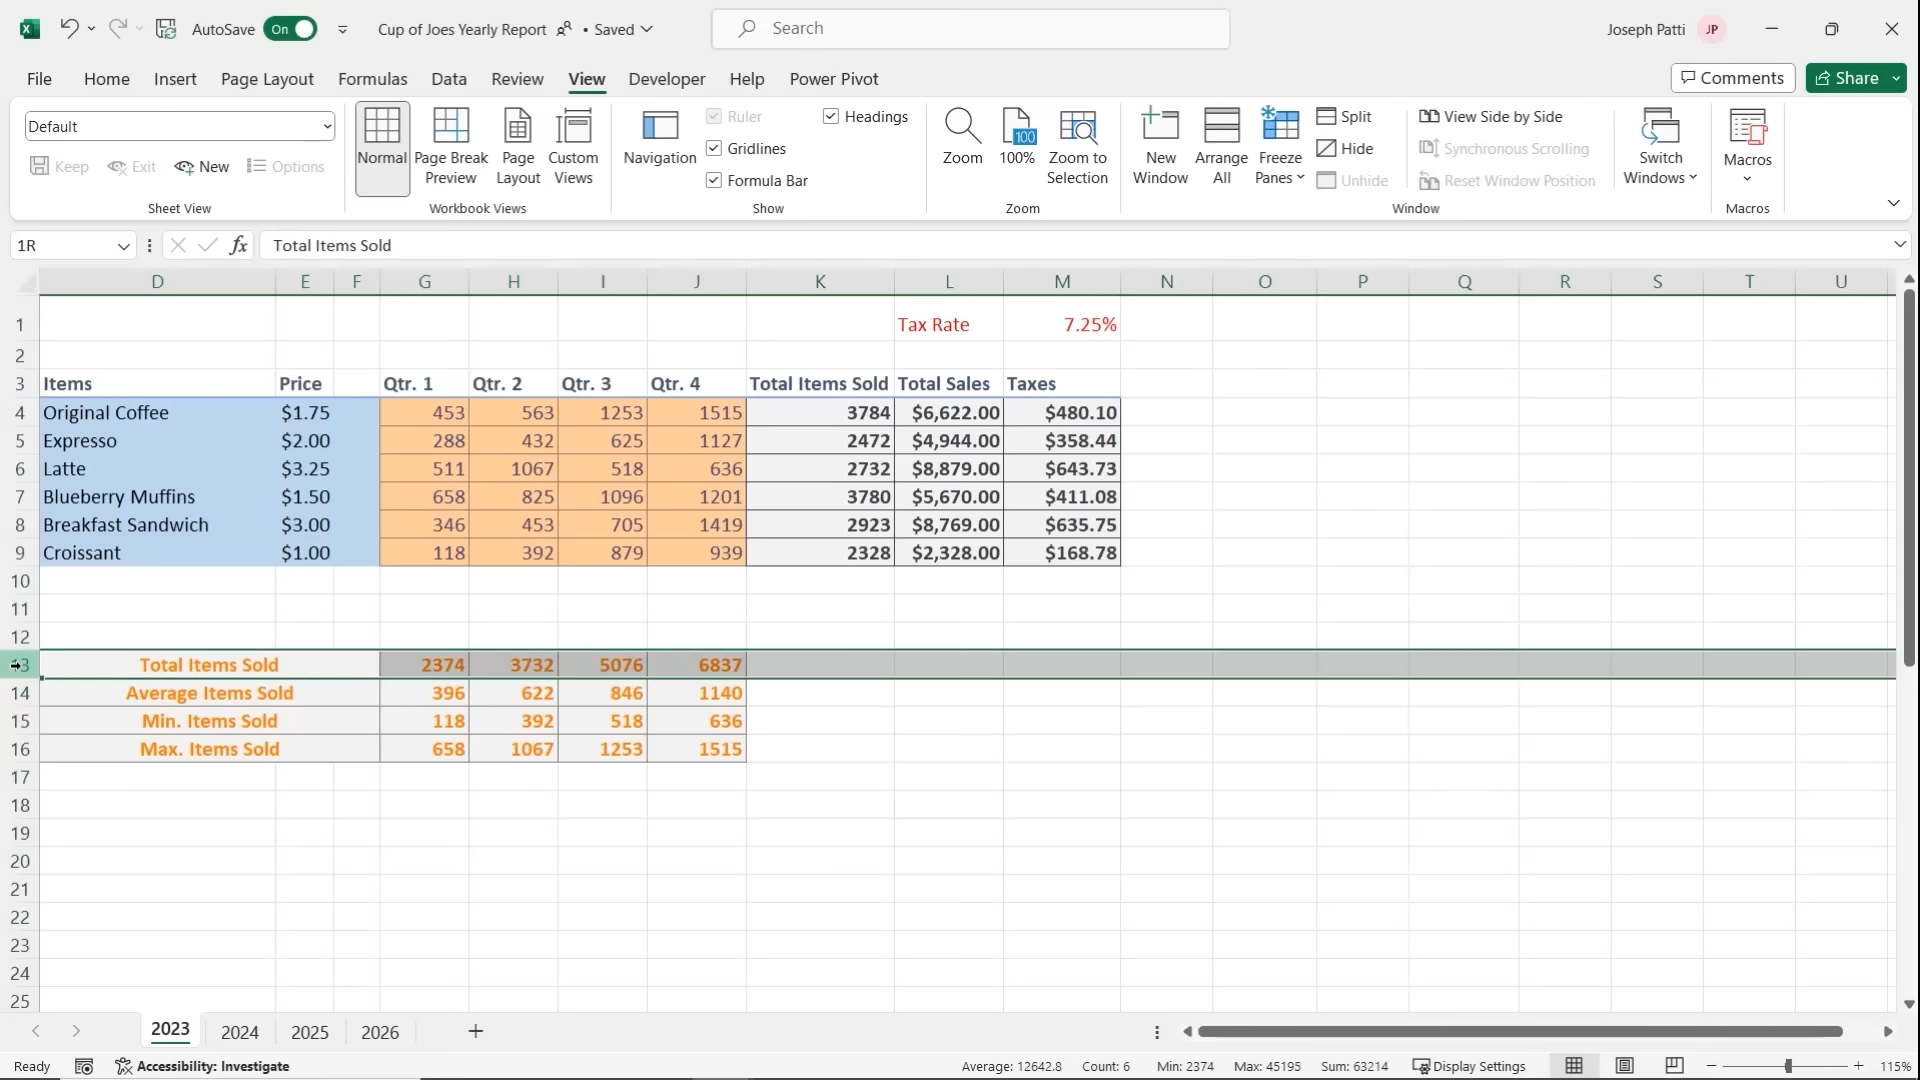 AutoSave On Cup of Joes Yearly Report • Saved Search Joseph Patti JP
File Home Insert Page Layout Formulas Data Review View Developer Help Power Pivot Comments Share
Default
Keep Exit New Options
Sheet View
Normal
Page Break Preview
Page Layout
Custom Views
Workbook Views
Navigation
Ruler
Gridlines
Formula Bar
Headings
Show
Zoom
100
100%
Zoom to Selection
Zoom
New Window
Arrange All
Freeze Panes
Split
Hide
Unhide
View Side by Side
Synchronous Scrolling
Reset Window Position
Window
Switch Windows
Macros
Macros
1R fx Total Items Sold
D E F G H I J K L M N O P Q R S T U
1 Tax Rate 7.25%
2
3 Items Price Qtr. 1 Qtr. 2 Qtr. 3 Qtr. 4 Total Items Sold Total Sales Taxes
4 Original Coffee $1.75 453 563 1253 1515 3784 $6,622.00 $480.10
5 Expresso $2.00 288 432 625 1127 2472 $4,944.00 $358.44
6 Latte $3.25 511 1067 518 636 2732 $8,879.00 $643.73
7 Blueberry Muffins $1.50 658 825 1096 1201 3780 $5,670.00 $411.08
8 Breakfast Sandwich $3.00 346 453 705 1419 2923 $8,769.00 $635.75
9 Croissant $1.00 118 392 879 939 2328 $2,328.00 $168.78
10
11
12
13 Total Items Sold 2374 3732 5076 6837
14 Average Items Sold 396 622 846 1140
15 Min. Items Sold 118 392 518 636
16 Max. Items Sold 658 1067 1253 1515
17
18
19
20
21
22
23
24
25
2023 2024 2025 2026
Ready Accessibility: Investigate Average: 12642.8 Count: 6 Min: 2374 Max: 45195 Sum: 63214 Display Settings 115%